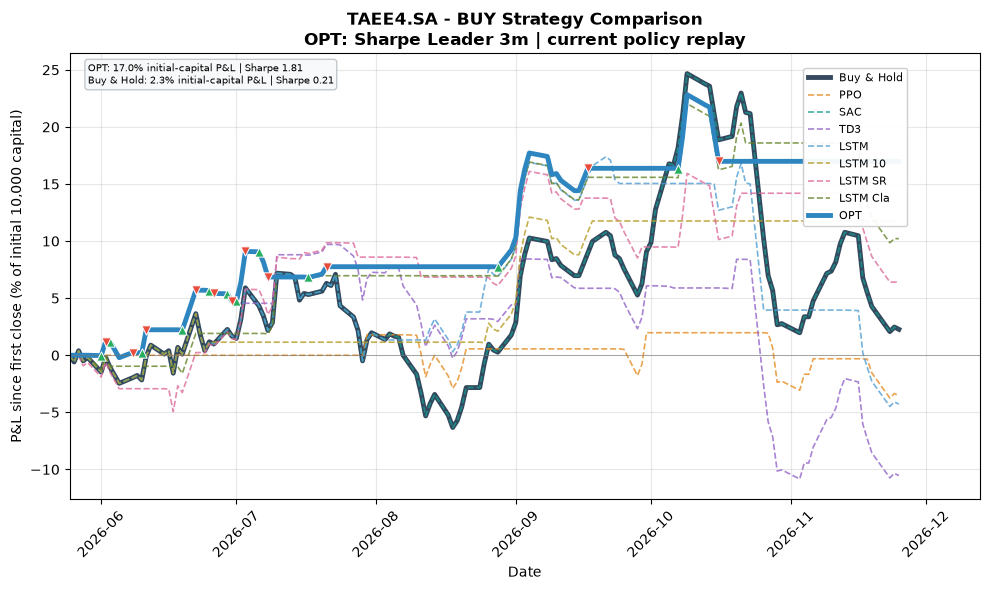 TAEE4.SA - BUY Strategy Comparison
OPT: Sharpe Leader 3m | current policy replay
OPT: 17.0% initial-capital P&L | Sharpe 1.81
Buy & Hold: 2.3% initial-capital P&L | Sharpe 0.21
Buy & Hold
PPO
SAC
TD3
LSTM
LSTM 10
LSTM SR
LSTM Cla
OPT
P&L since first close (% of initial 10,000 capital)
25
20
15
10
5
0
−5
−10
2026-06
2026-07
2026-08
2026-09
2026-10
2026-11
2026-12
Date